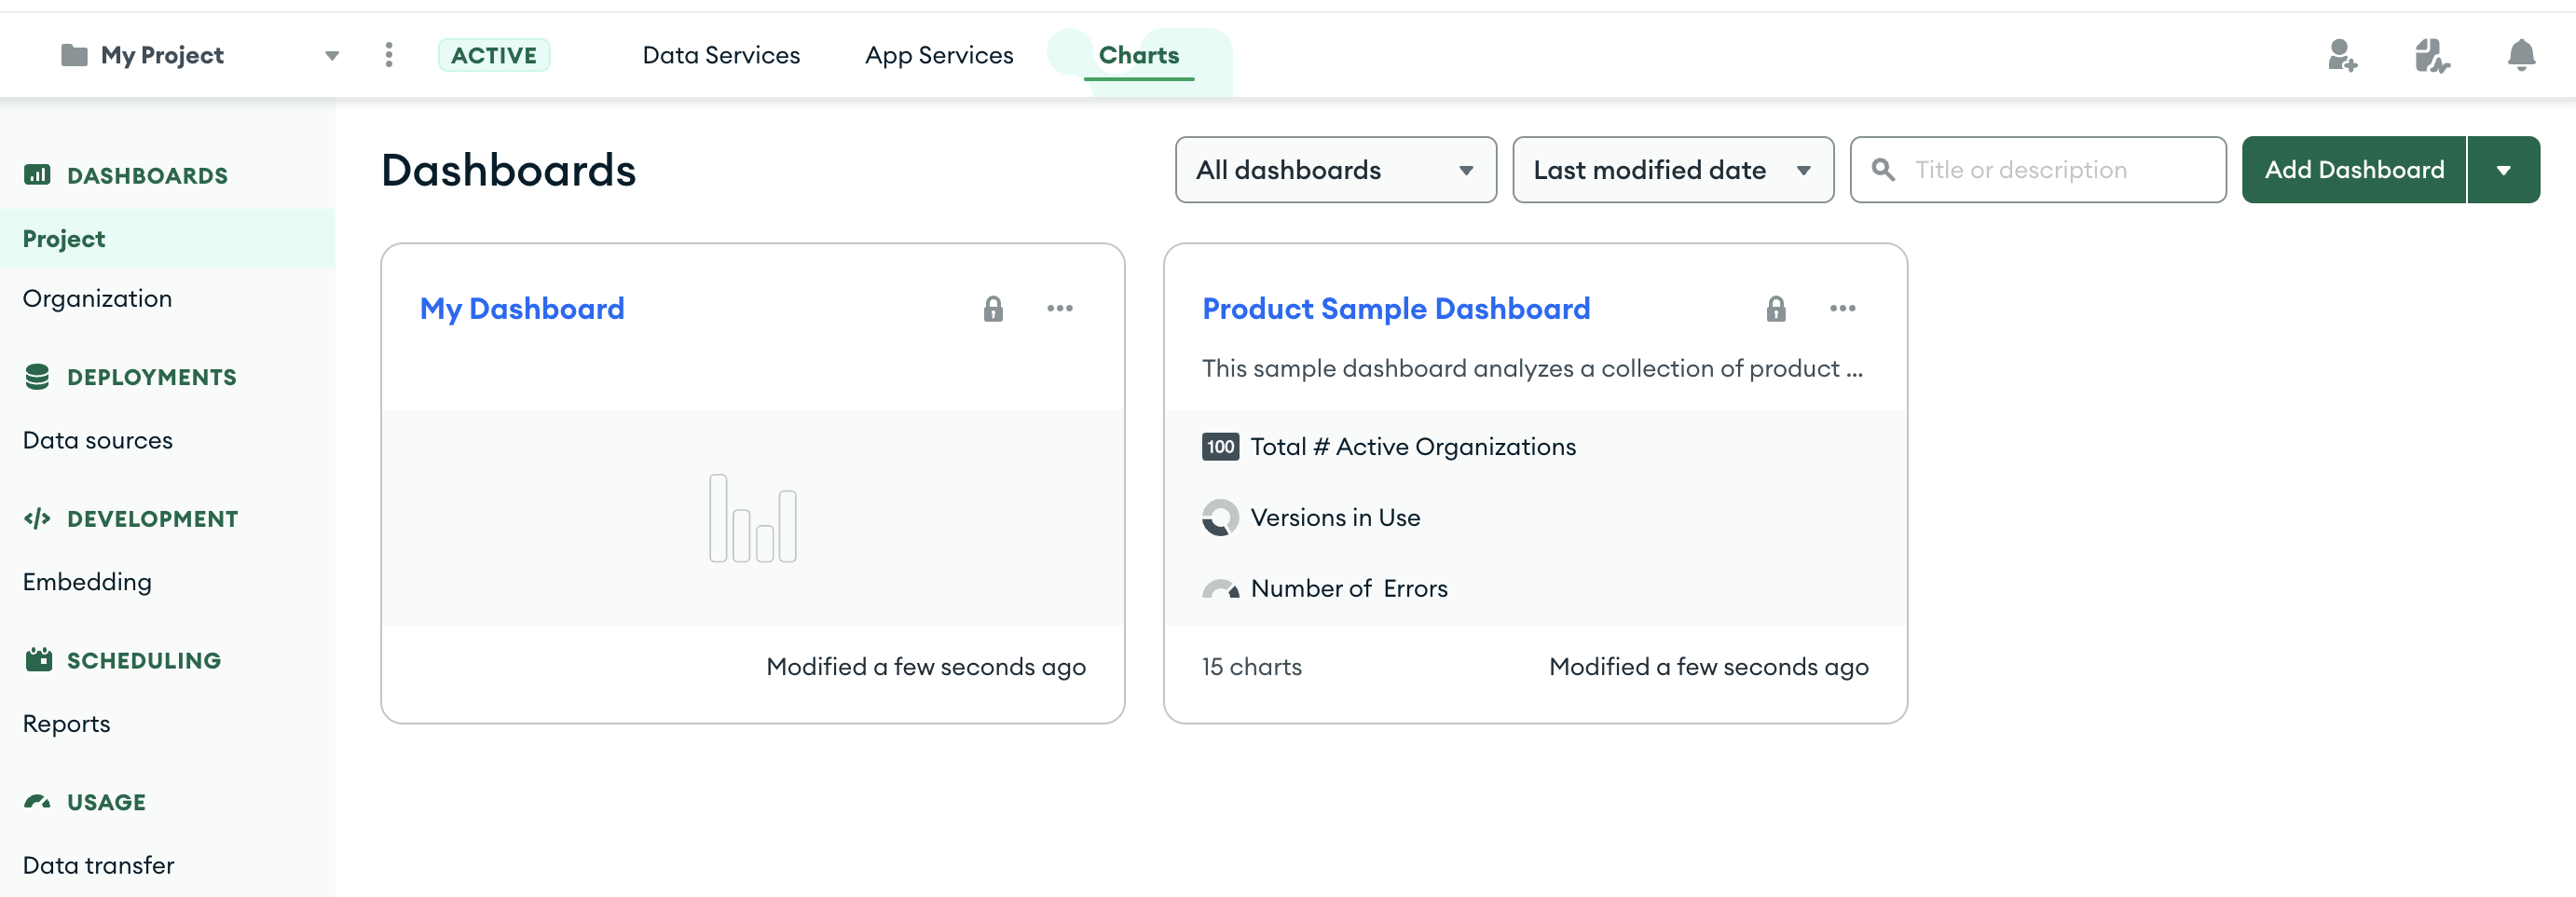 My Project
ACTIVE
Data Services
App Services
Charts
DASHBOARDS
Project
Organization
DEPLOYMENTS
Data sources
DEVELOPMENT
Embedding
SCHEDULING
Reports
USAGE
Data transfer
Dashboards
All dashboards
Last modified date
Title or description
Add Dashboard
My Dashboard
Modified a few seconds ago
Product Sample Dashboard
This sample dashboard analyzes a collection of product ...
100 Total # Active Organizations
Versions in Use
Number of  Errors
15 charts
Modified a few seconds ago